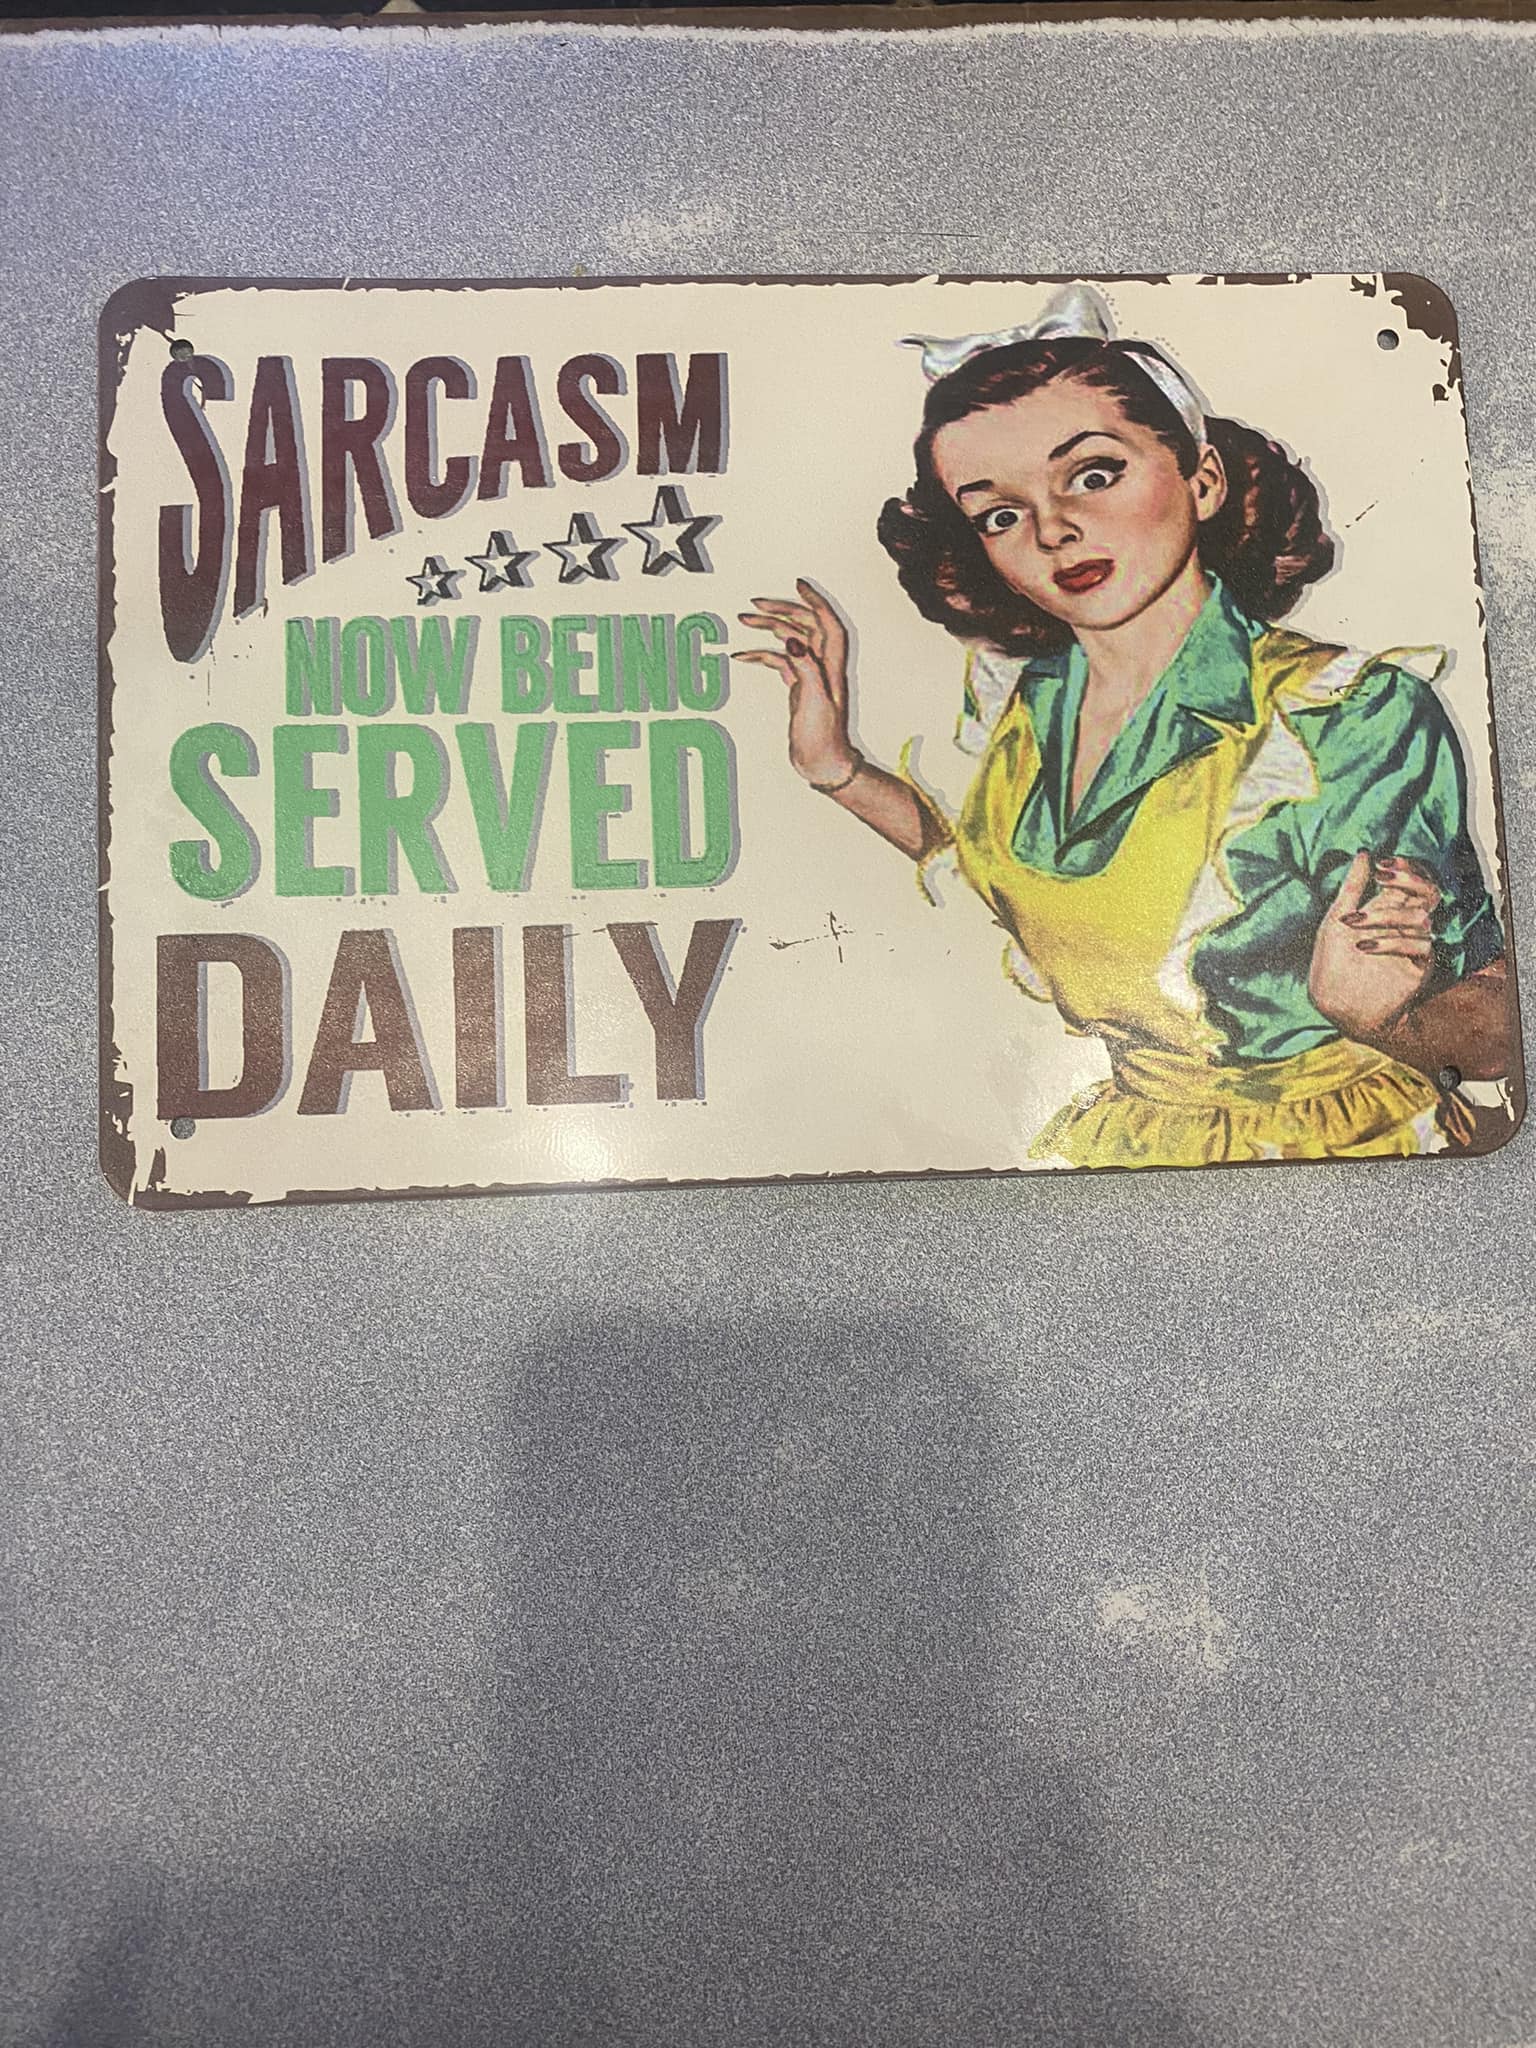 SARCASM
NOW BEING
SERVED
DAILY